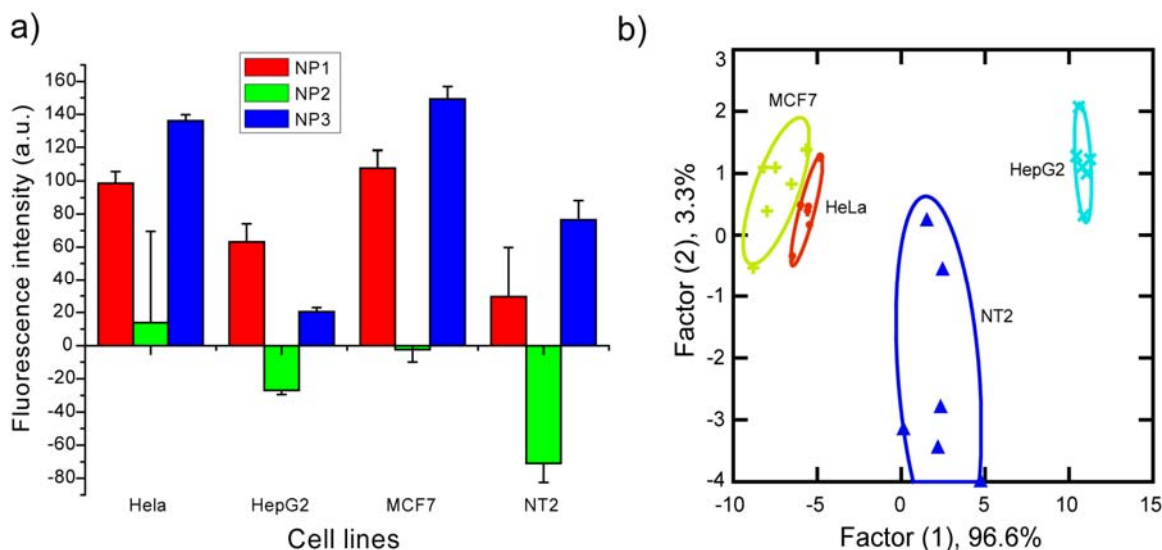 a)
NP1
NP2
NP3
160
140
120
100
80
60
40
20
0
-20
-40
-60
-80
Fluorescence intensity (a.u.)
Hela
HepG2
MCF7
NT2
Cell lines
b)
3
2
1
0
-1
-2
-3
-4
Factor (2), 3.3%
MCF7
HeLa
HepG2
NT2
-10
-5
0
5
10
15
Factor (1), 96.6%